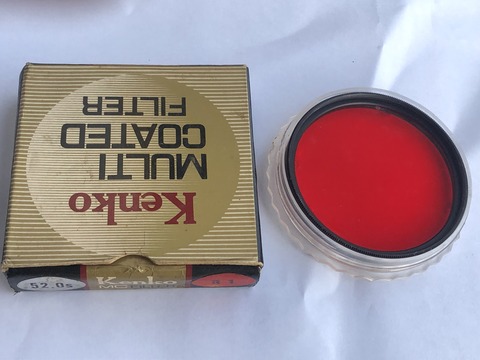 Kenko
MULTI
COATED
FILTER
52.0s
Kenko